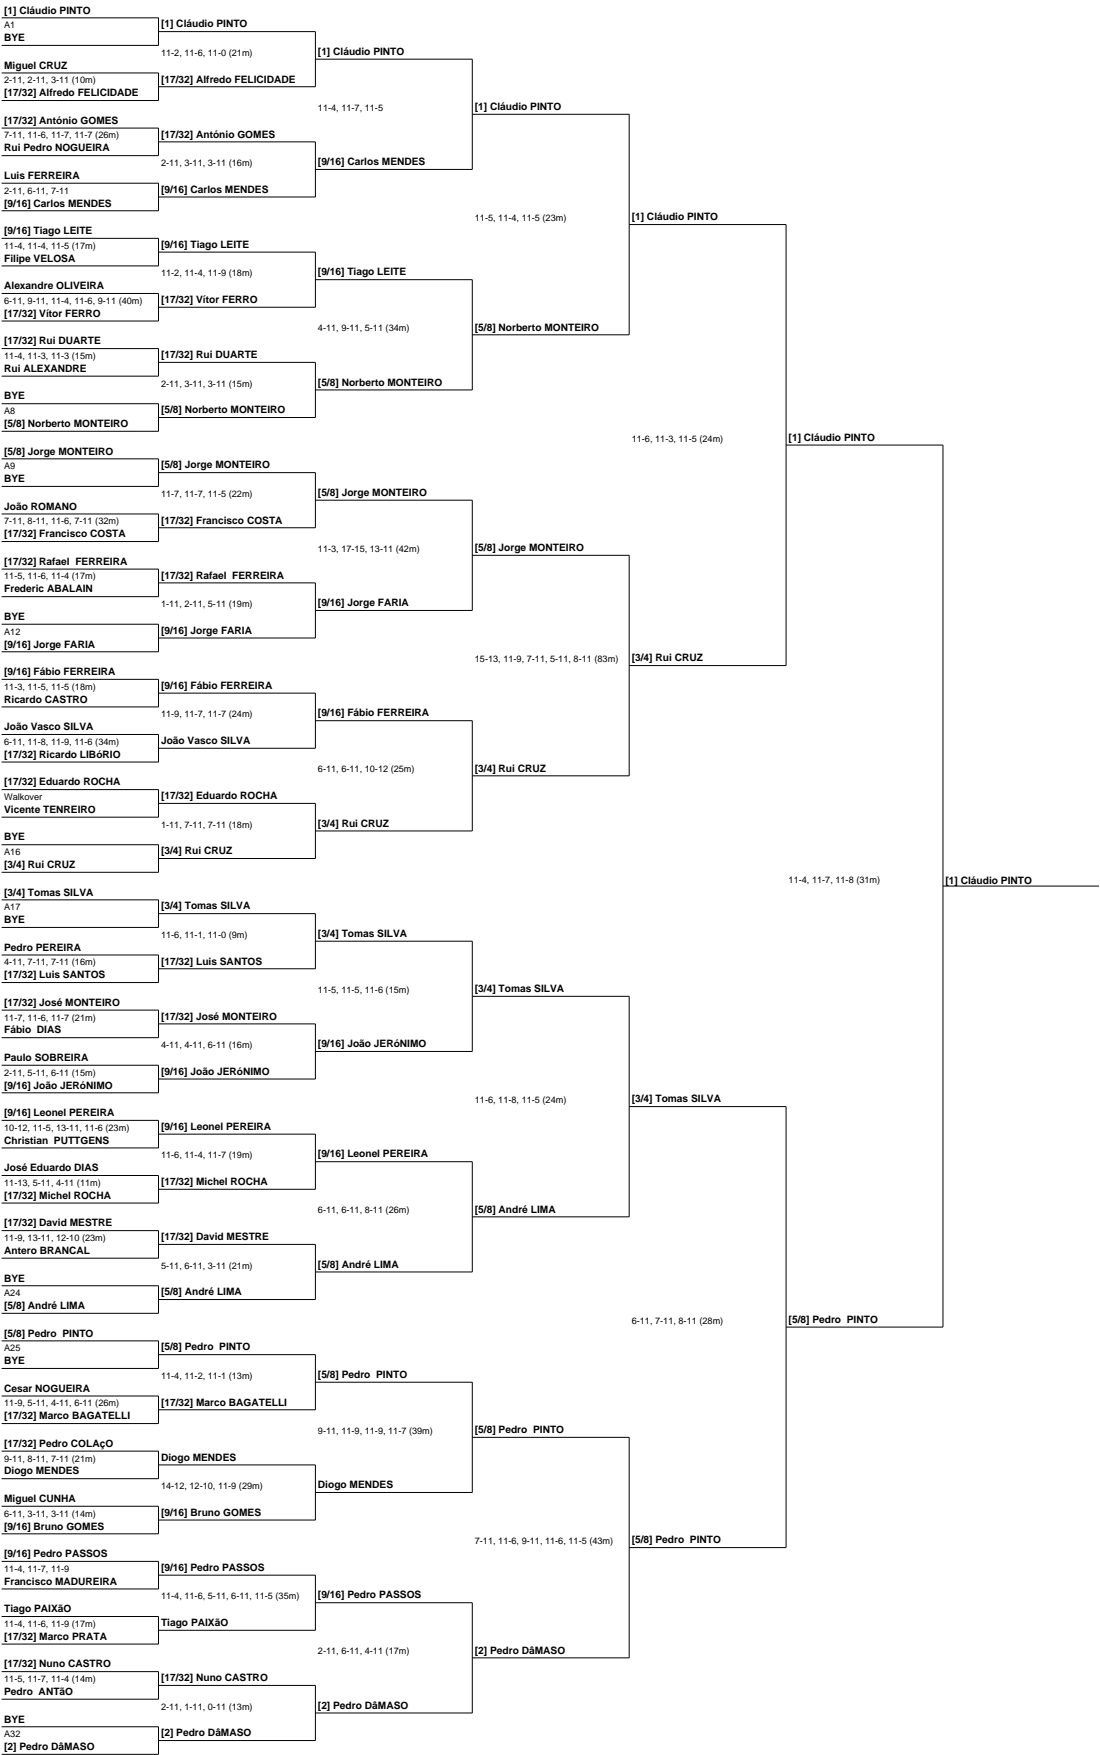 [1] Cláudio PINTO
A1
BYE
Miguel CRUZ
2-11, 2-11, 3-11 (10m)
[17/32] Alfredo FELICIDADE
[17/32] António GOMES
7-11, 11-6, 11-7, 11-7 (26m)
Rui Pedro NOGUEIRA
Luis FERREIRA
2-11, 6-11, 7-11
[9/16] Carlos MENDES
[9/16] Tiago LEITE
11-4, 11-4, 11-5 (17m)
Filipe VELOSA
Alexandre OLIVEIRA
6-11, 9-11, 11-4, 11-6, 9-11 (40m)
[17/32] Vítor FERRO
[17/32] Rui DUARTE
11-4, 11-3, 11-3 (15m)
Rui ALEXANDRE
BYE
A8
[5/8] Norberto MONTEIRO
[5/8] Jorge MONTEIRO
A9
BYE
João ROMANO
7-11, 8-11, 11-6, 7-11 (32m)
[17/32] Francisco COSTA
[17/32] Rafael  FERREIRA
11-5, 11-6, 11-4 (17m)
Frederic ABALAIN
BYE
A12
[9/16] Jorge FARIA
[9/16] Fábio FERREIRA
11-3, 11-5, 11-5 (18m)
Ricardo CASTRO
João Vasco SILVA
6-11, 11-8, 11-9, 11-6 (34m)
[17/32] Ricardo LIBóRIO
[17/32] Eduardo ROCHA
Walkover
Vicente TENREIRO
BYE
A16
[3/4] Rui CRUZ
[3/4] Tomas SILVA
A17
BYE
Pedro PEREIRA
4-11, 7-11, 7-11 (16m)
[17/32] Luis SANTOS
[17/32] José MONTEIRO
11-7, 11-6, 11-7 (21m)
Fábio  DIAS
Paulo SOBREIRA
2-11, 5-11, 6-11 (15m)
[9/16] João JERóNIMO
[9/16] Leonel PEREIRA
10-12, 11-5, 13-11, 11-6 (23m)
Christian  PUTTGENS
José Eduardo DIAS
11-13, 5-11, 4-11 (11m)
[17/32] Michel ROCHA
[17/32] David MESTRE
11-9, 13-11, 12-10 (23m)
Antero BRANCAL
BYE
A24
[5/8] André LIMA
[5/8] Pedro  PINTO
A25
BYE
Cesar NOGUEIRA
11-9, 5-11, 4-11, 6-11 (26m)
[17/32] Marco BAGATELLI
[17/32] Pedro COLAçO
9-11, 8-11, 7-11 (21m)
Diogo MENDES
Miguel CUNHA
6-11, 3-11, 3-11 (14m)
[9/16] Bruno GOMES
[9/16] Pedro PASSOS
11-4, 11-7, 11-9
Francisco MADUREIRA
Tiago PAIXãO
11-4, 11-6, 11-9 (17m)
[17/32] Marco PRATA
[17/32] Nuno CASTRO
11-5, 11-7, 11-4 (14m)
Pedro  ANTãO
BYE
A32
[2] Pedro DâMASO
[1] Cláudio PINTO
11-2, 11-6, 11-0 (21m)
[17/32] Alfredo FELICIDADE
[17/32] António GOMES
2-11, 3-11, 3-11 (16m)
[9/16] Carlos MENDES
[9/16] Tiago LEITE
11-2, 11-4, 11-9 (18m)
[17/32] Vítor FERRO
[17/32] Rui DUARTE
2-11, 3-11, 3-11 (15m)
[5/8] Norberto MONTEIRO
[5/8] Jorge MONTEIRO
11-7, 11-7, 11-5 (22m)
[17/32] Francisco COSTA
[17/32] Rafael  FERREIRA
1-11, 2-11, 5-11 (19m)
[9/16] Jorge FARIA
[9/16] Fábio FERREIRA
11-9, 11-7, 11-7 (24m)
João Vasco SILVA
[17/32] Eduardo ROCHA
1-11, 7-11, 7-11 (18m)
[3/4] Rui CRUZ
[3/4] Tomas SILVA
11-6, 11-1, 11-0 (9m)
[17/32] Luis SANTOS
[17/32] José MONTEIRO
4-11, 4-11, 6-11 (16m)
[9/16] João JERóNIMO
[9/16] Leonel PEREIRA
11-6, 11-4, 11-7 (19m)
[17/32] Michel ROCHA
[17/32] David MESTRE
5-11, 6-11, 3-11 (21m)
[5/8] André LIMA
[5/8] Pedro  PINTO
11-4, 11-2, 11-1 (13m)
[17/32] Marco BAGATELLI
Diogo MENDES
14-12, 12-10, 11-9 (29m)
[9/16] Bruno GOMES
[9/16] Pedro PASSOS
11-4, 11-6, 5-11, 6-11, 11-5 (35m)
Tiago PAIXãO
[17/32] Nuno CASTRO
2-11, 1-11, 0-11 (13m)
[2] Pedro DâMASO
[1] Cláudio PINTO
11-4, 11-7, 11-5
[9/16] Carlos MENDES
[9/16] Tiago LEITE
4-11, 9-11, 5-11 (34m)
[5/8] Norberto MONTEIRO
[5/8] Jorge MONTEIRO
11-3, 17-15, 13-11 (42m)
[9/16] Jorge FARIA
[9/16] Fábio FERREIRA
6-11, 6-11, 10-12 (25m)
[3/4] Rui CRUZ
[3/4] Tomas SILVA
11-5, 11-5, 11-6 (15m)
[9/16] João JERóNIMO
[9/16] Leonel PEREIRA
6-11, 6-11, 8-11 (26m)
[5/8] André LIMA
[5/8] Pedro  PINTO
9-11, 11-9, 11-9, 11-7 (39m)
Diogo MENDES
[9/16] Pedro PASSOS
2-11, 6-11, 4-11 (17m)
[2] Pedro DâMASO
[1] Cláudio PINTO
11-5, 11-4, 11-5 (23m)
[5/8] Norberto MONTEIRO
[5/8] Jorge MONTEIRO
15-13, 11-9, 7-11, 5-11, 8-11 (83m)
[3/4] Rui CRUZ
[3/4] Tomas SILVA
11-6, 11-8, 11-5 (24m)
[5/8] André LIMA
[5/8] Pedro  PINTO
7-11, 11-6, 9-11, 11-6, 11-5 (43m)
[2] Pedro DâMASO
[1] Cláudio PINTO
11-6, 11-3, 11-5 (24m)
[3/4] Rui CRUZ
[3/4] Tomas SILVA
6-11, 7-11, 8-11 (28m)
[5/8] Pedro  PINTO
[1] Cláudio PINTO
11-4, 11-7, 11-8 (31m)
[5/8] Pedro  PINTO
[1] Cláudio PINTO